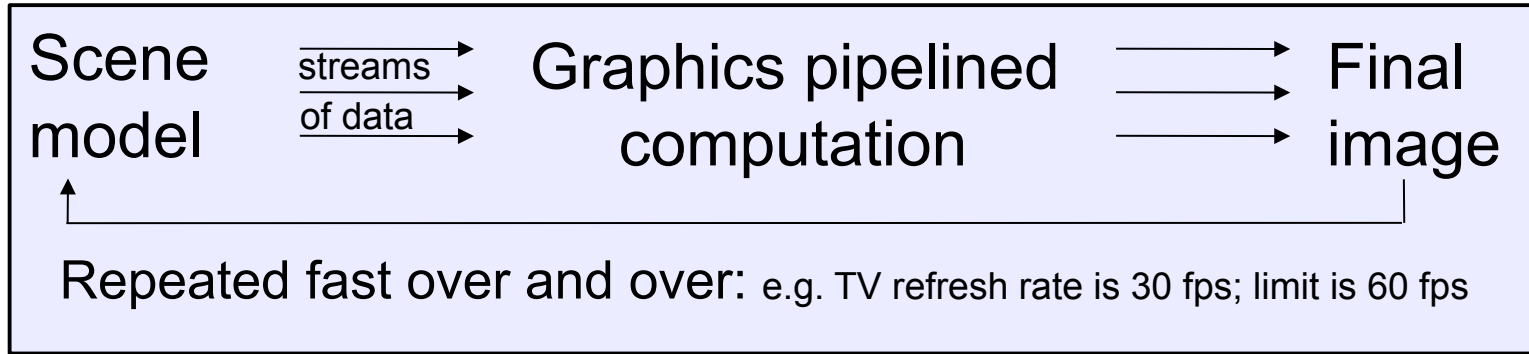 Scene
model
streams
of data
Graphics pipelined
computation
Final
image
Repeated fast over and over: e.g. TV refresh rate is 30 fps; limit is 60 fps